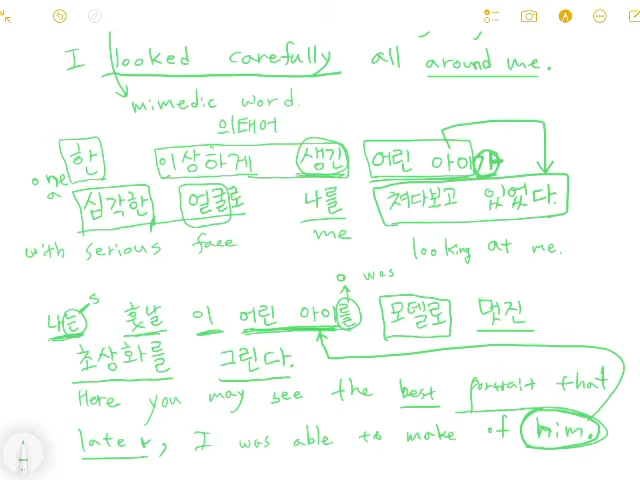 I looked carefully all around me.
mimedic word.
의태어
한 이상하게 생긴 어린 아이가
one
a
심각한 얼굴로 나를 쳐다보고 있었다.
with serious face me looking at me.
o was
s
나는 훗날 이 어린 아이를 모델로 멋진
초상화를 그린다.
Here you may see the best portrait that
later, I was able to make of him.